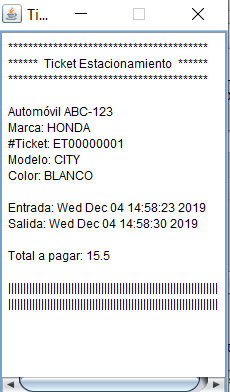 Ti...
****************************************
****** Ticket Estacionamiento ******
****************************************
Automóvil ABC-123
Marca: HONDA
#Ticket: ET00000001
Modelo: CITY
Color: BLANCO
Entrada: Wed Dec 04 14:58:23 2019
Salida: Wed Dec 04 14:58:30 2019
Total a pagar: 15.5
||||||||||||||||||||||||||||||||||||||||||||||||||||||||||||||||||||||
||||||||||||||||||||||||||||||||||||||||||||||||||||||||||||||||||||||